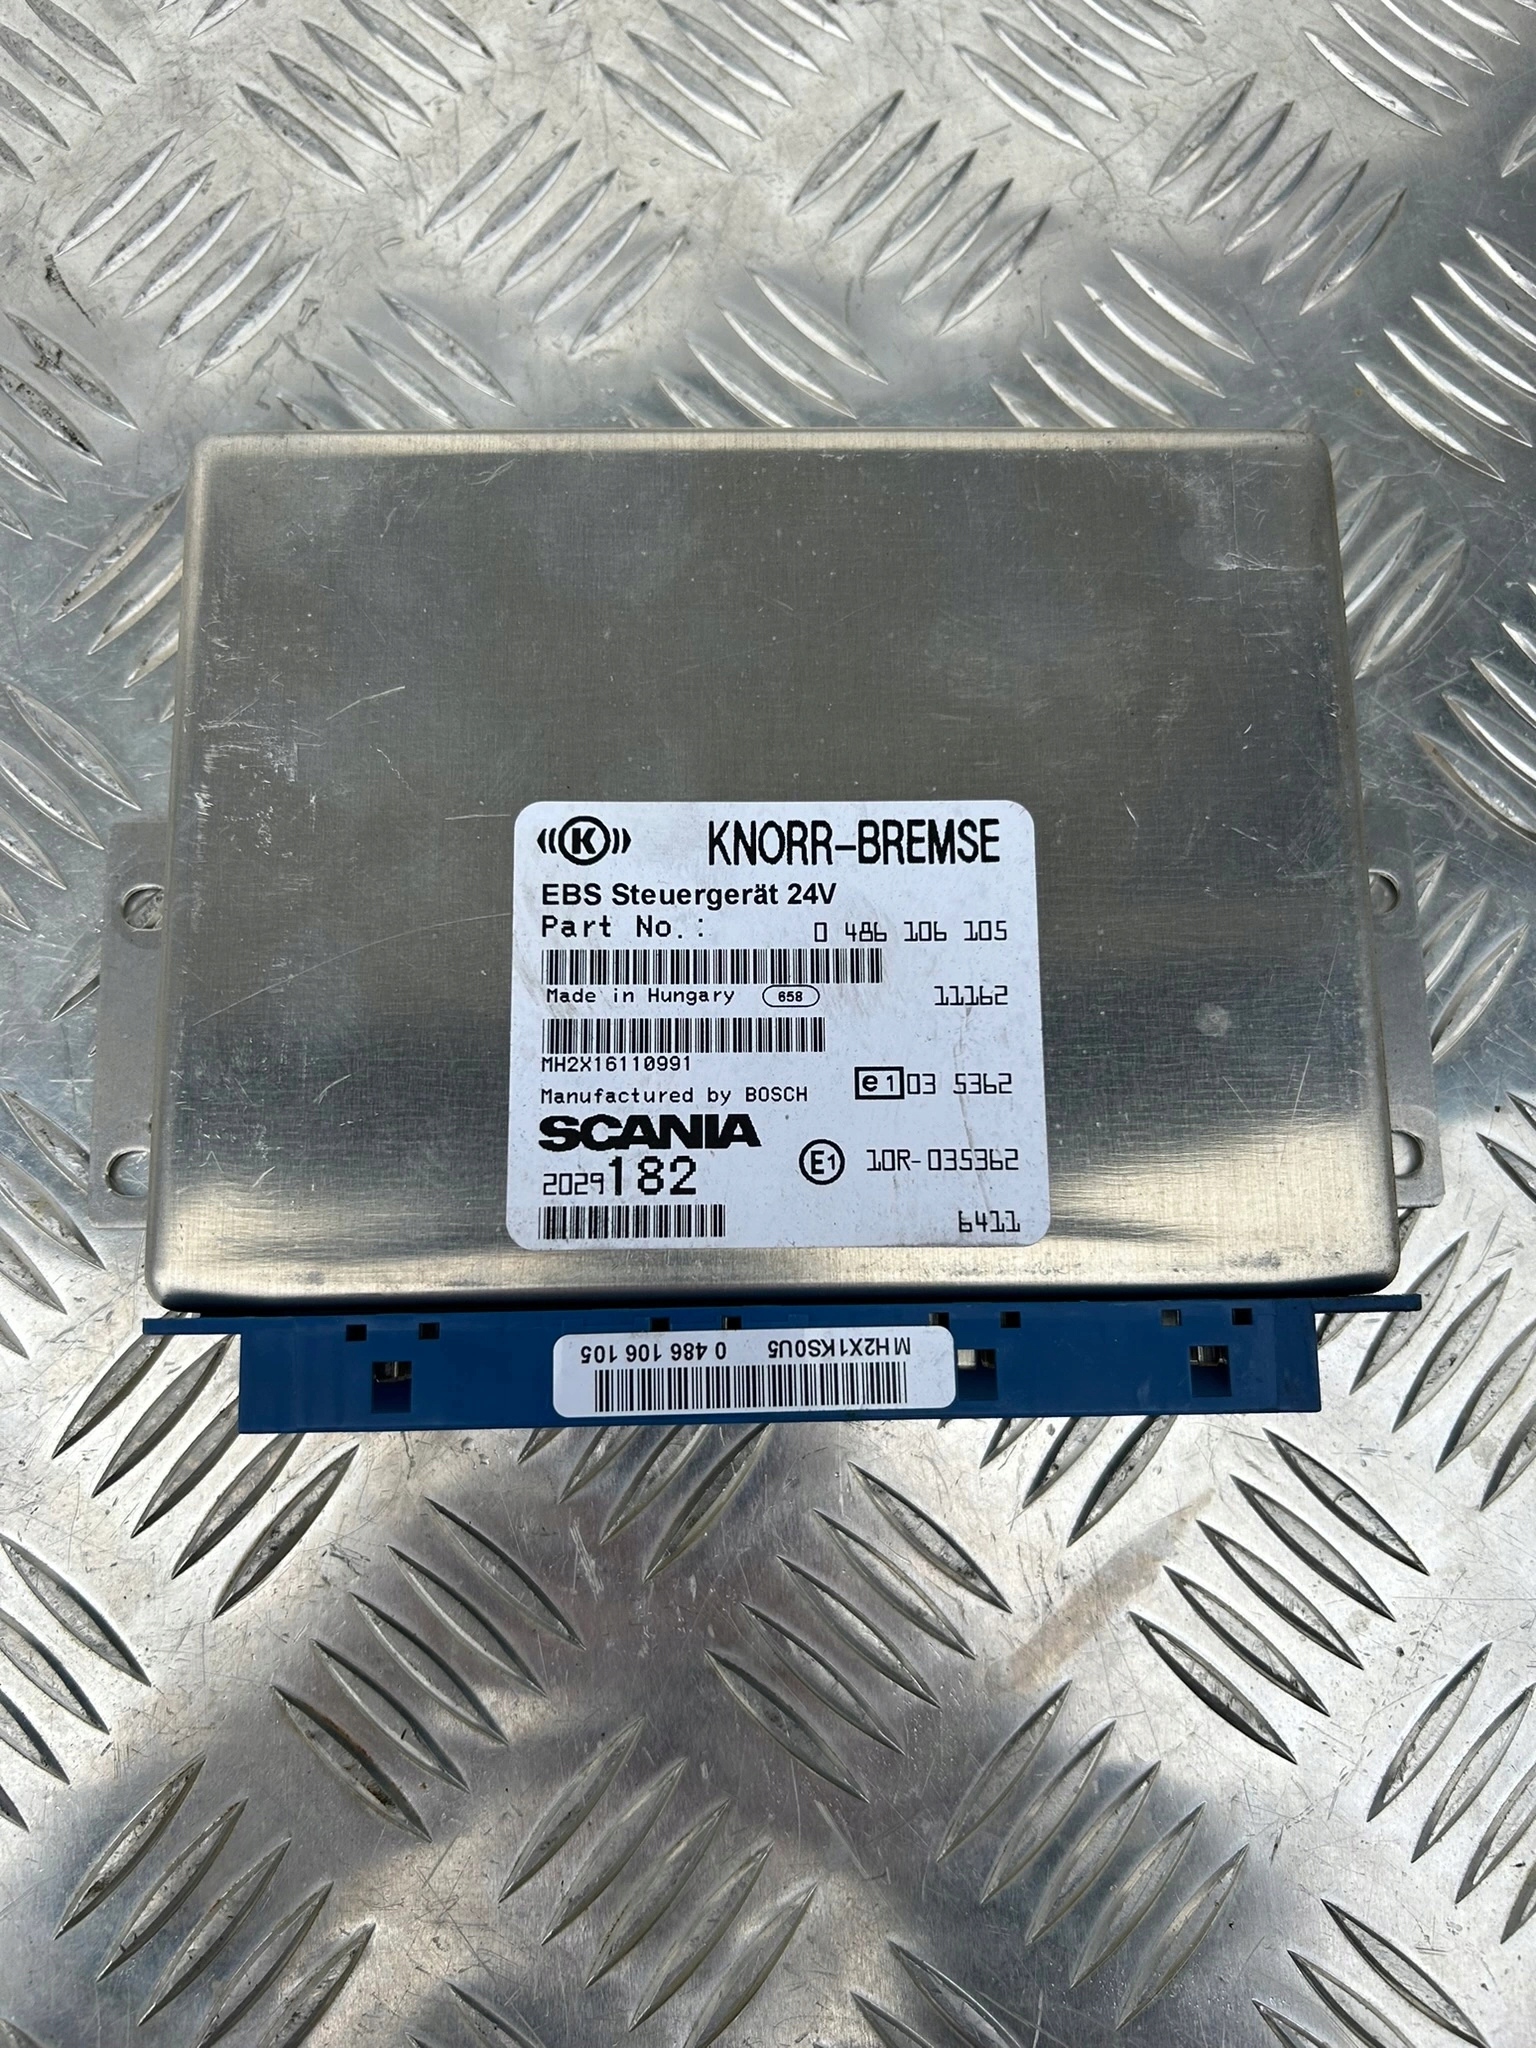 K KNORR-BREMSE
EBS Steuergerät 24V
Part No.: 0 486 106 105
Made in Hungary 658 11162
MH2X16110991
Manufactured by BOSCH e1 03 5362
SCANIA
2029182 E1 10R-035362
6411
MH2X1KS0U5 0 486 106 105